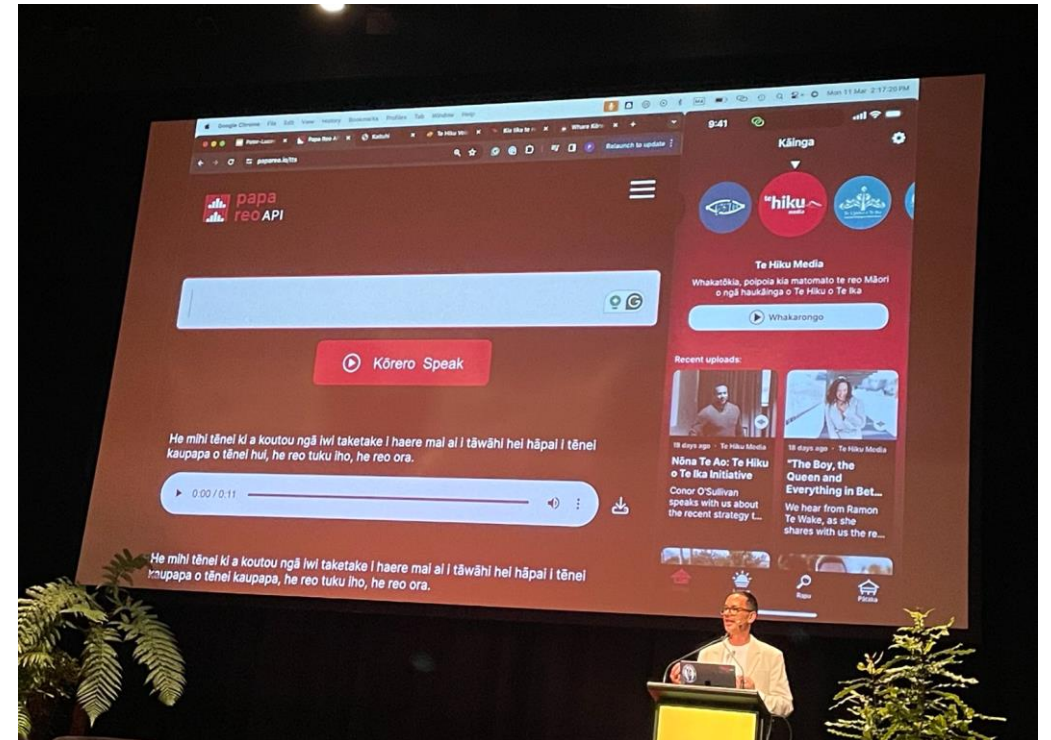 Google Chrome File Edit View History Bookmarks Profiles Tab Window Help
Mon 11 Mar 2:17:20 PM
Papa Reo
Kaituhi
paporeo.io/tts
Relaunch to update
papa
reo API
Kōrero Speak
He mihi tēnei ki a koutou ngā iwi taketake i haere mai ai i tāwāhi hei hāpai i tēnei
kaupapa o tēnei hui, he reo tuku iho, he reo ora.
0:00 / 0:11
He mihi tēnei ki a koutou ngā iwi taketake i haere mai ai i tāwāhi hei hāpai i tēnei
kaupapa o tēnei kaupapa, he reo tuku iho, he reo ora.
9:41
Kāinga
te hiku
media
Te Hiku Media
Whakatōkia, poipoia kia matomato te reo Māori
o ngā haukāinga o Te Hiku o Te Ika
Whakarongo
Recent uploads:
18 days ago · Te Hiku Media
Nōna Te Ao: Te Hiku
o Te Ika Initiative
Conor O'Sullivan
speaks with us about
the recent strategy t...
18 days ago · Te Hiku Media
"The Boy, the
Queen and
Everything in Bet...
We hear from Ramon
Te Wake, as she
shares with us the re...
Rapu
Pātaka